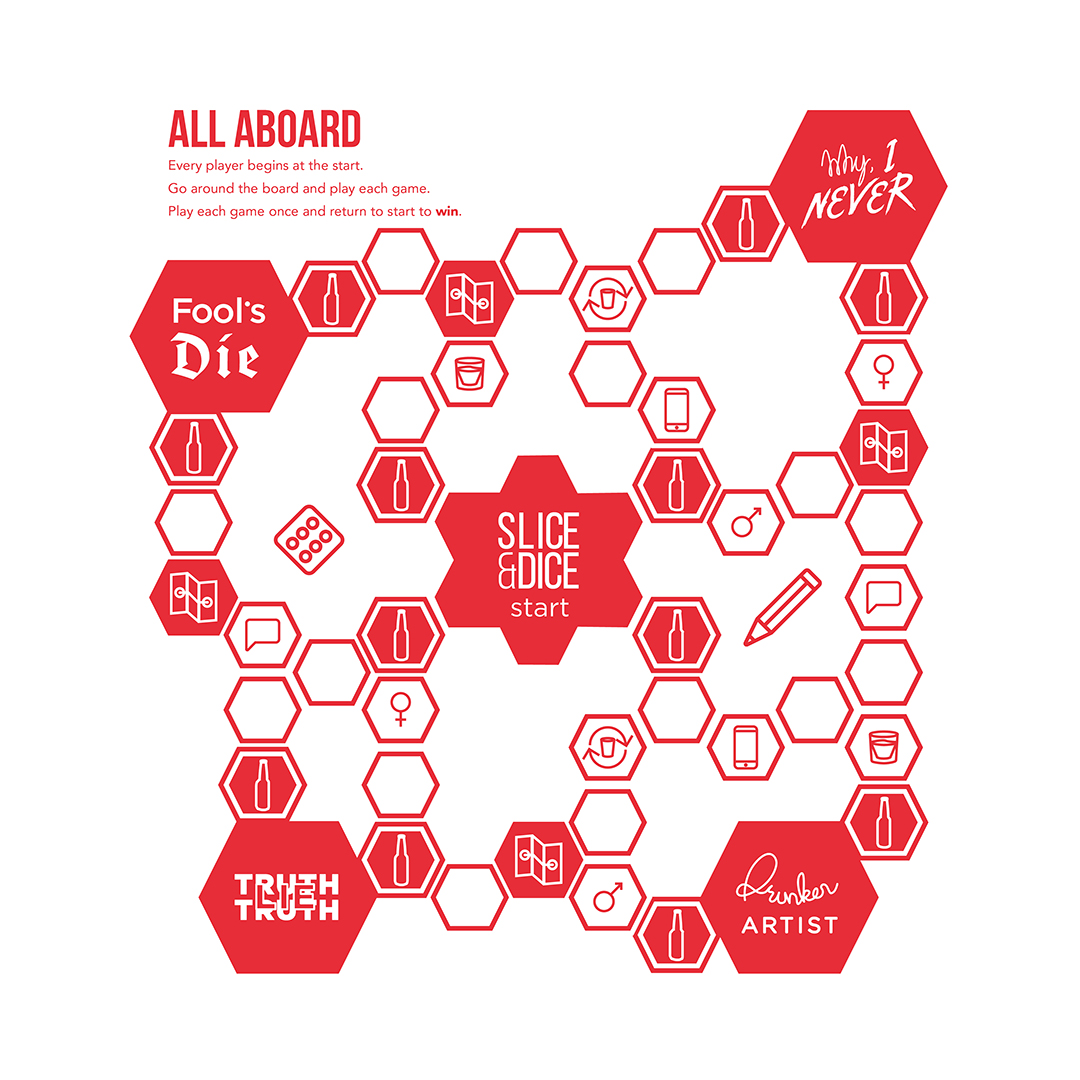 ALL ABOARD
Every player begins at the start.
Go around the board and play each game.
Play each game once and return to start to win.
Why, I
NEVER
Fool's
Die
SLICE
&DICE
start
TRUTH
LIE
TRUTH
Drunken
ARTIST